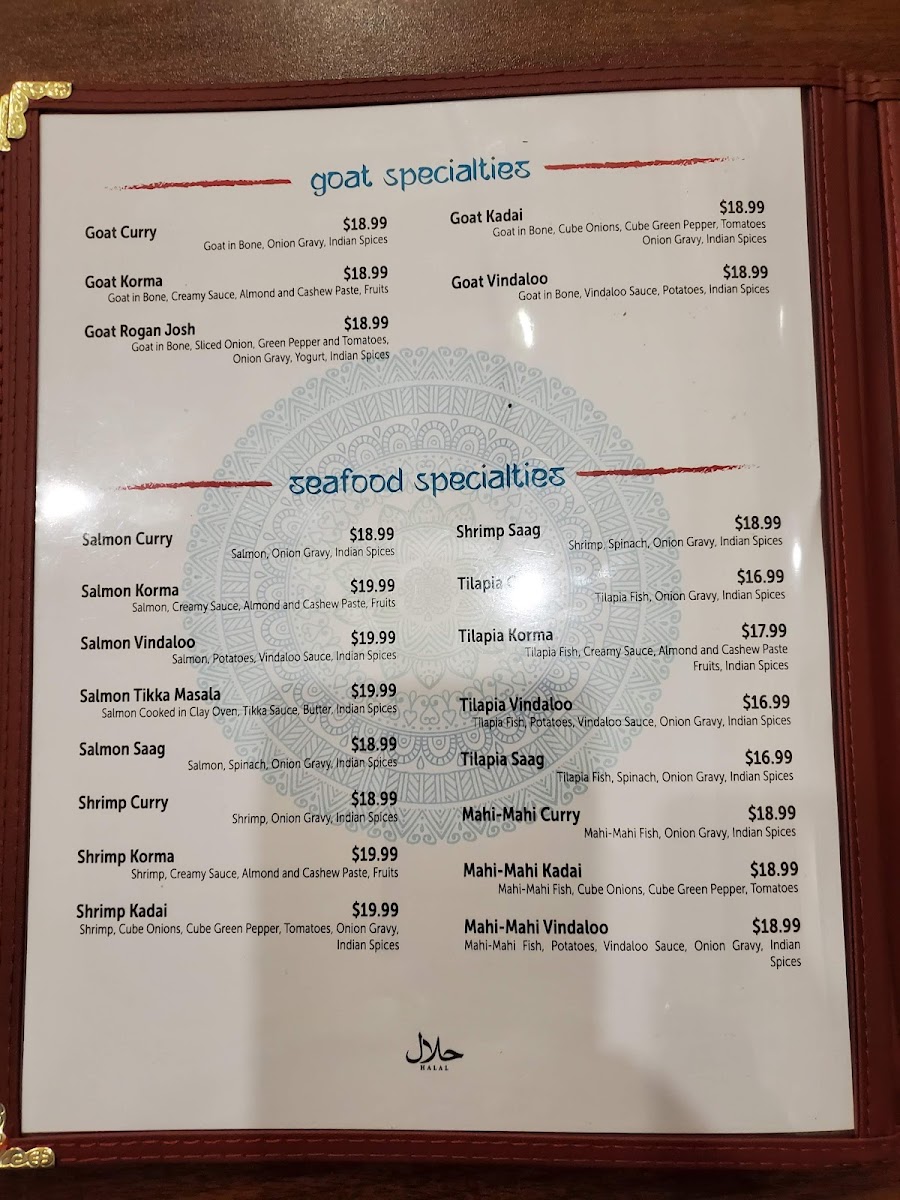 goat specialties
Goat Curry $18.99
Goat in Bone, Onion Gravy, Indian Spices
Goat Korma $18.99
Goat in Bone, Creamy Sauce, Almond and Cashew Paste, Fruits
Goat Rogan Josh $18.99
Goat in Bone, Sliced Onion, Green Pepper and Tomatoes,
Onion Gravy, Yogurt, Indian Spices
Goat Kadai $18.99
Goat in Bone, Cube Onions, Cube Green Pepper, Tomatoes
Onion Gravy, Indian Spices
Goat Vindaloo $18.99
Goat in Bone, Vindaloo Sauce, Potatoes, Indian Spices
seafood specialties
Salmon Curry $18.99
Salmon, Onion Gravy, Indian Spices
Salmon Korma $19.99
Salmon, Creamy Sauce, Almond and Cashew Paste, Fruits
Salmon Vindaloo $19.99
Salmon, Potatoes, Vindaloo Sauce, Indian Spices
Salmon Tikka Masala $19.99
Salmon Cooked in Clay Oven, Tikka Sauce, Butter, Indian Spices
Salmon Saag $18.99
Salmon, Spinach, Onion Gravy, Indian Spices
Shrimp Curry $18.99
Shrimp, Onion Gravy, Indian Spices
Shrimp Korma $19.99
Shrimp, Creamy Sauce, Almond and Cashew Paste, Fruits
Shrimp Kadai $19.99
Shrimp, Cube Onions, Cube Green Pepper, Tomatoes, Onion Gravy,
Indian Spices
Shrimp Saag $18.99
Shrimp, Spinach, Onion Gravy, Indian Spices
Tilapia $16.99
Tilapia Fish, Onion Gravy, Indian Spices
Tilapia Korma $17.99
Tilapia Fish, Creamy Sauce, Almond and Cashew Paste
Fruits, Indian Spices
Tilapia Vindaloo $16.99
Tilapia Fish, Potatoes, Vindaloo Sauce, Onion Gravy, Indian Spices
Tilapia Saag $16.99
Tilapia Fish, Spinach, Onion Gravy, Indian Spices
Mahi-Mahi Curry $18.99
Mahi-Mahi Fish, Onion Gravy, Indian Spices
Mahi-Mahi Kadai $18.99
Mahi-Mahi Fish, Cube Onions, Cube Green Pepper, Tomatoes
Mahi-Mahi Vindaloo $18.99
Mahi-Mahi Fish, Potatoes, Vindaloo Sauce, Onion Gravy, Indian
Spices
حلال
HALAL